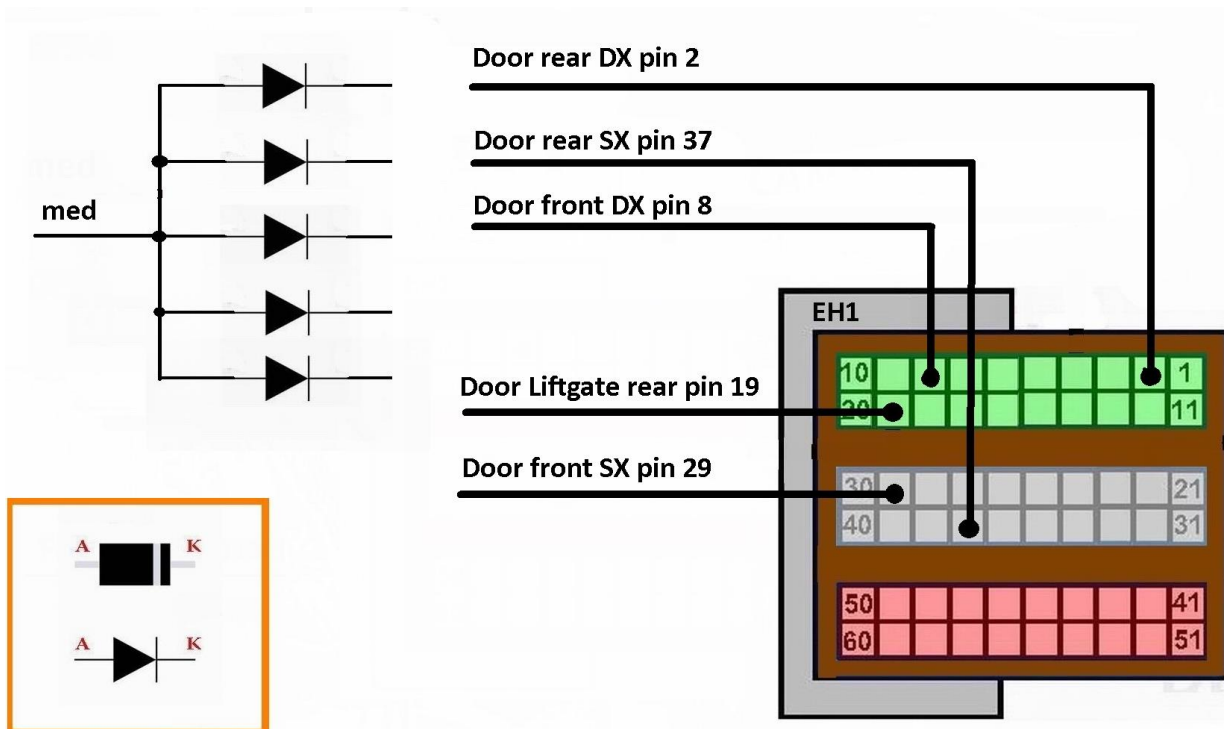 Door rear DX pin 2
Door rear SX pin 37
med
Door front DX pin 8
EH1
10 1
20 11
Door Liftgate rear pin 19
Door front SX pin 29
30 21
40 31
A K
50 41
60 51
A K